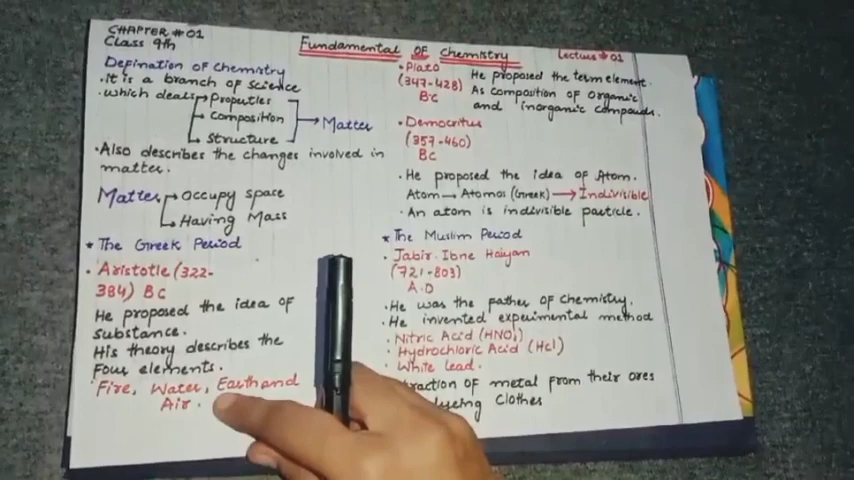 CHAPTER # 01
Class 9th
Fundamental OF Chemistry
Lecture # 01
Defination of Chemistry
• it is a branch of science
• which deals → Properties
→ Composition → Matter
→ Structure
• Also describes the changes involved in
matter.
Matter → Occupy space
→ Having Mass
* The Greek Period
• Aristotle (322-
384) BC
He proposed the idea of
substance.
His theory describes the
Four elements.
Fire, Water, Earth and
Air.
• Plato
(347-428)
BC
He proposed the term element.
As composition of organic
and inorganic compounds.
• Democritus
(357-460)
BC
• He proposed the idea of Atom.
Atom → Atomos (Greek) → Indivisible
• An atom is indivisible particle.
* The Muslim Period
• Jabir. Ibne Haiyan
(721-803)
A.D
• He was the father of Chemistry.
• He invented experimental method
• Nitric Acid (HNO3)
• Hydrochloric Acid (Hcl)
• White Lead.
of metal from their ores
Clothes